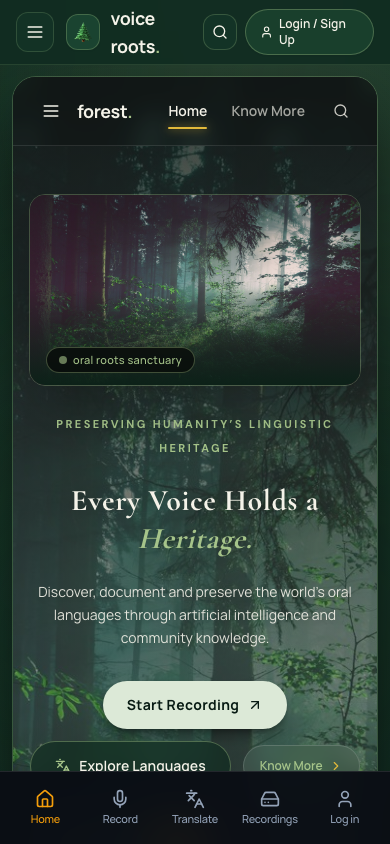 voice
roots.
Login / Sign
Up
forest.
Home
Know More
oral roots sanctuary
PRESERVING HUMANITY'S LINGUISTIC
HERITAGE
Every Voice Holds a
Heritage.
Discover, document and preserve the world's oral
languages through artificial intelligence and
community knowledge.
Start Recording
Explore Languages
Know More
Home
Record
Translate
Recordings
Log in